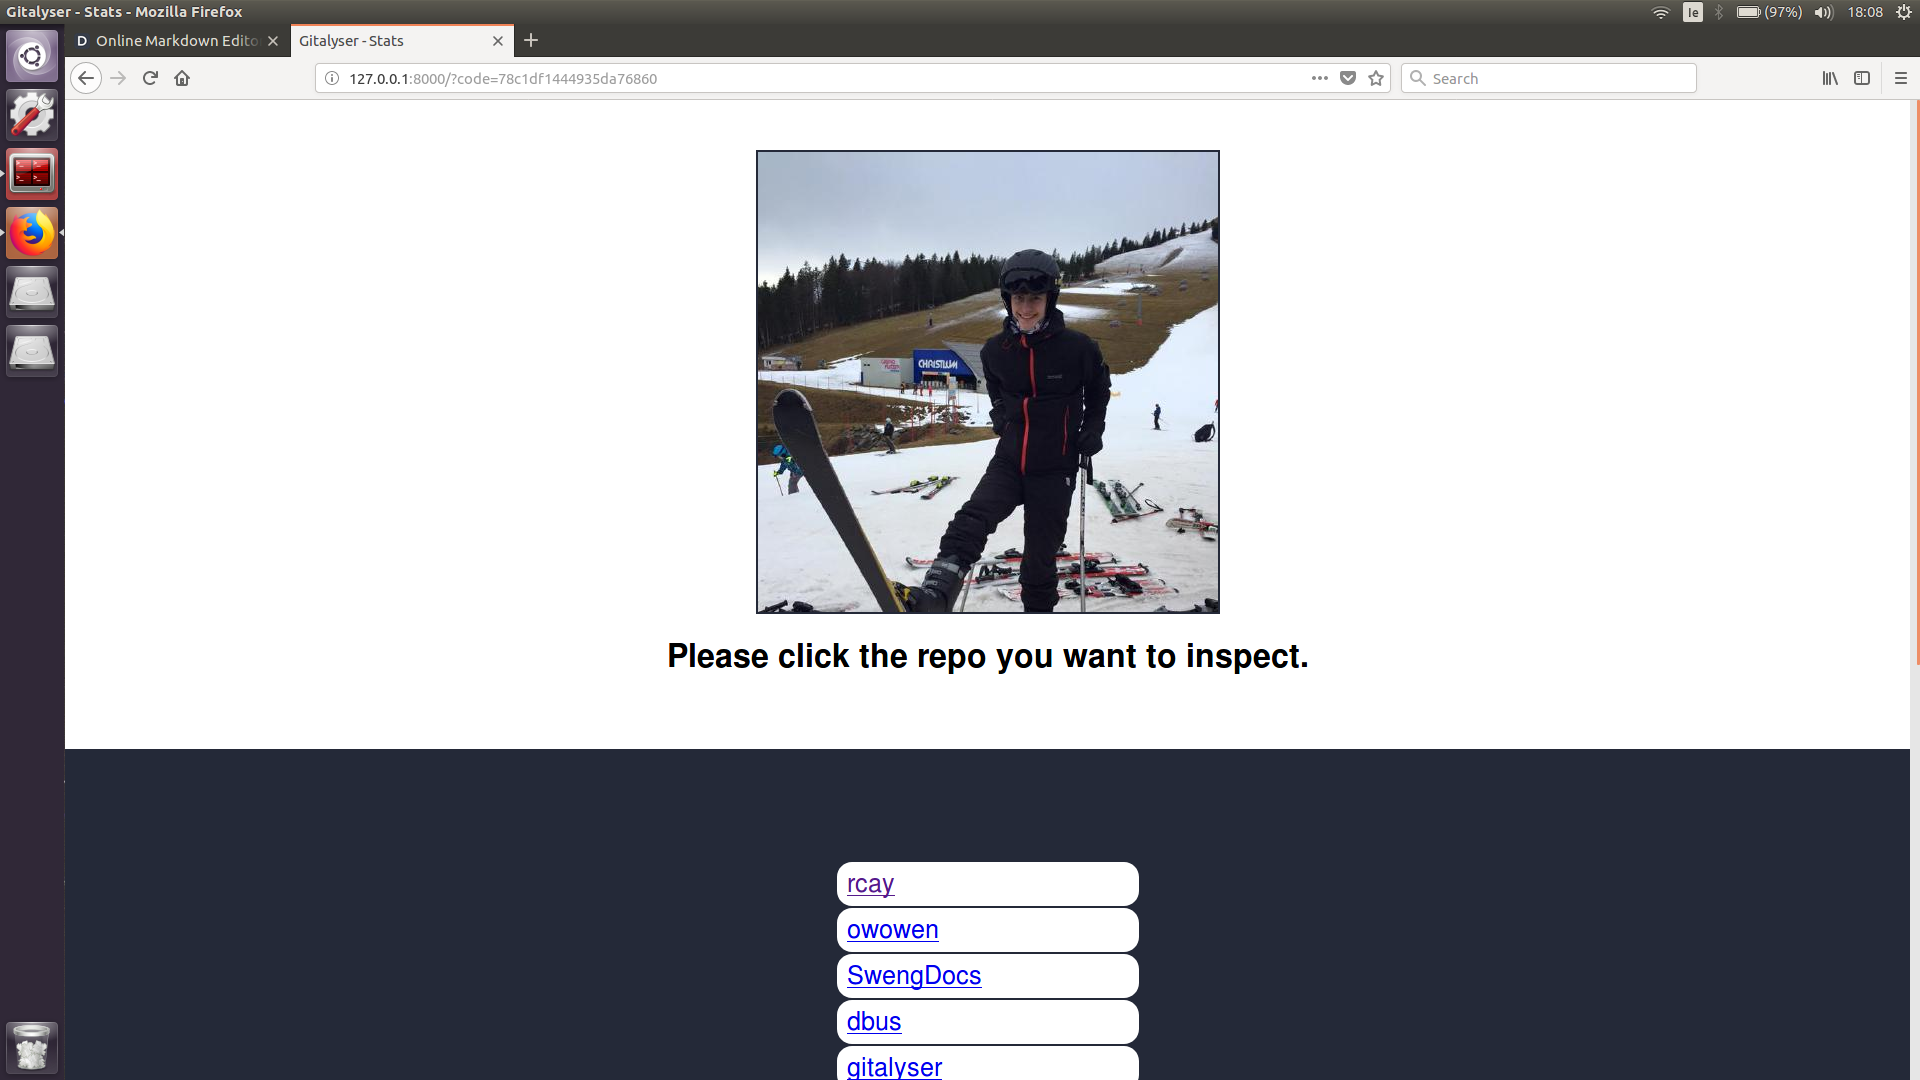 Gitalyser - Stats - Mozilla Firefox
Ie
(97%)
18:08
D Online Markdown Edito
Gitalyser - Stats
127.0.0.1:8000/?code=78c1df1444935da76860
Search
CHRISTLUM
Please click the repo you want to inspect.
rcay
owowen
SwengDocs
dbus
gitalyser